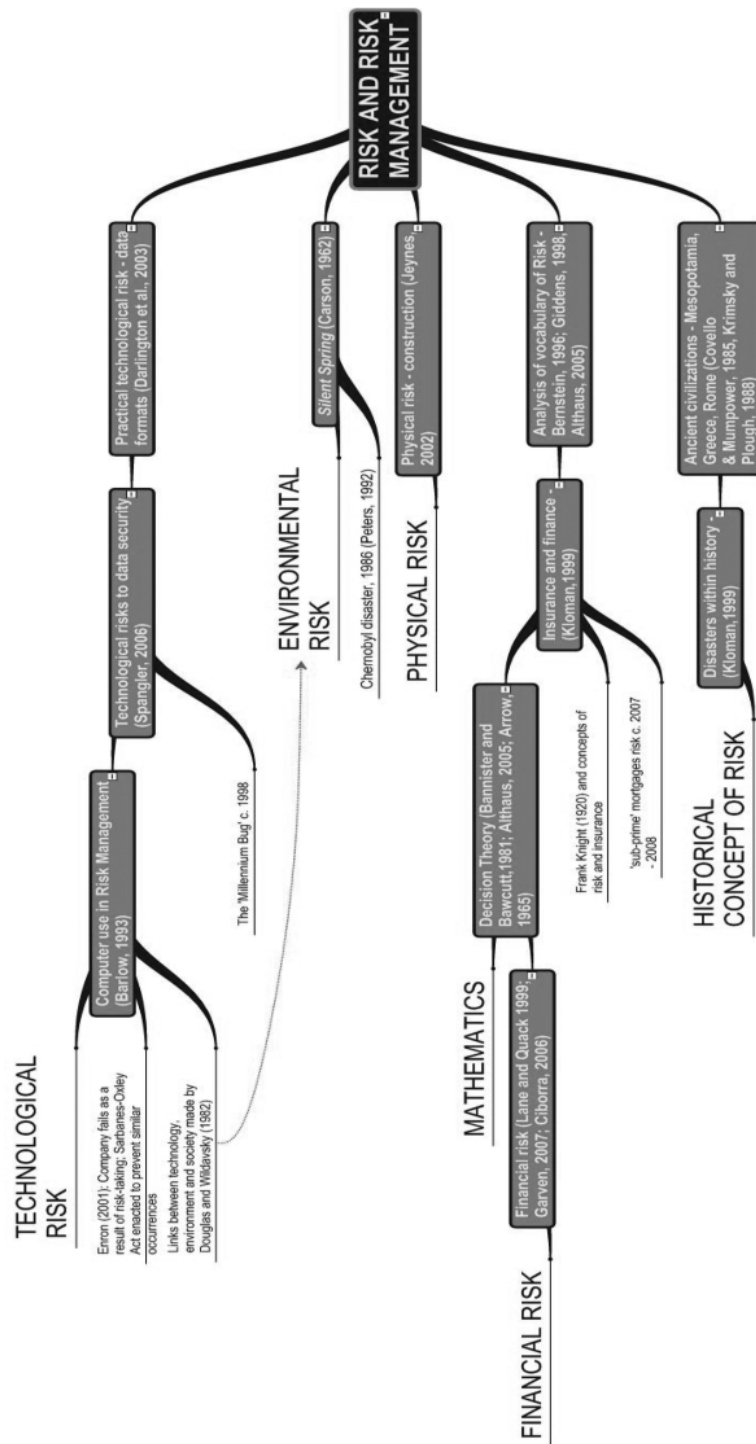 RISK AND RISK
MANAGEMENT
Practical technological risk - data
formats (Darlington et al., 2003)
Technological risks to data security
(Spangler, 2006)
Computer use in Risk Management
(Barlow, 1993)
TECHNOLOGICAL
RISK
Enron (2001): Company fails as a
result of risk-taking; Sarbanes-Oxley
Act enacted to prevent similar
occurrences
Links between technology,
environment and society made by
Douglas and Wildavsky (1982)
The 'Millennium Bug' c. 1998
Silent Spring (Carson, 1962)
ENVIRONMENTAL
RISK
Chernobyl disaster, 1986 (Peters, 1992)
Physical risk - construction (Jeynes,
2002)
PHYSICAL RISK
Analysis of vocabulary of Risk -
Bernstein, 1996; Giddens, 1998,
Althaus, 2005)
Insurance and finance -
(Kloman,1999)
Decision Theory (Bannister and
Bawcutt,1981; Althaus, 2005; Arrow,
1965)
MATHEMATICS
Financial risk (Lane and Quack 1999;
Garven, 2007; Ciborra, 2006)
FINANCIAL RISK
Frank Knight (1920) and concepts of
risk and insurance
'sub-prime' mortgages risk c. 2007
- 2008
Ancient civilizations - Mesopotamia,
Greece, Rome (Covello
& Mumpower, 1985, Krimsky and
Plough, 1988)
Disasters within history -
(Kloman,1999)
HISTORICAL
CONCEPT OF RISK